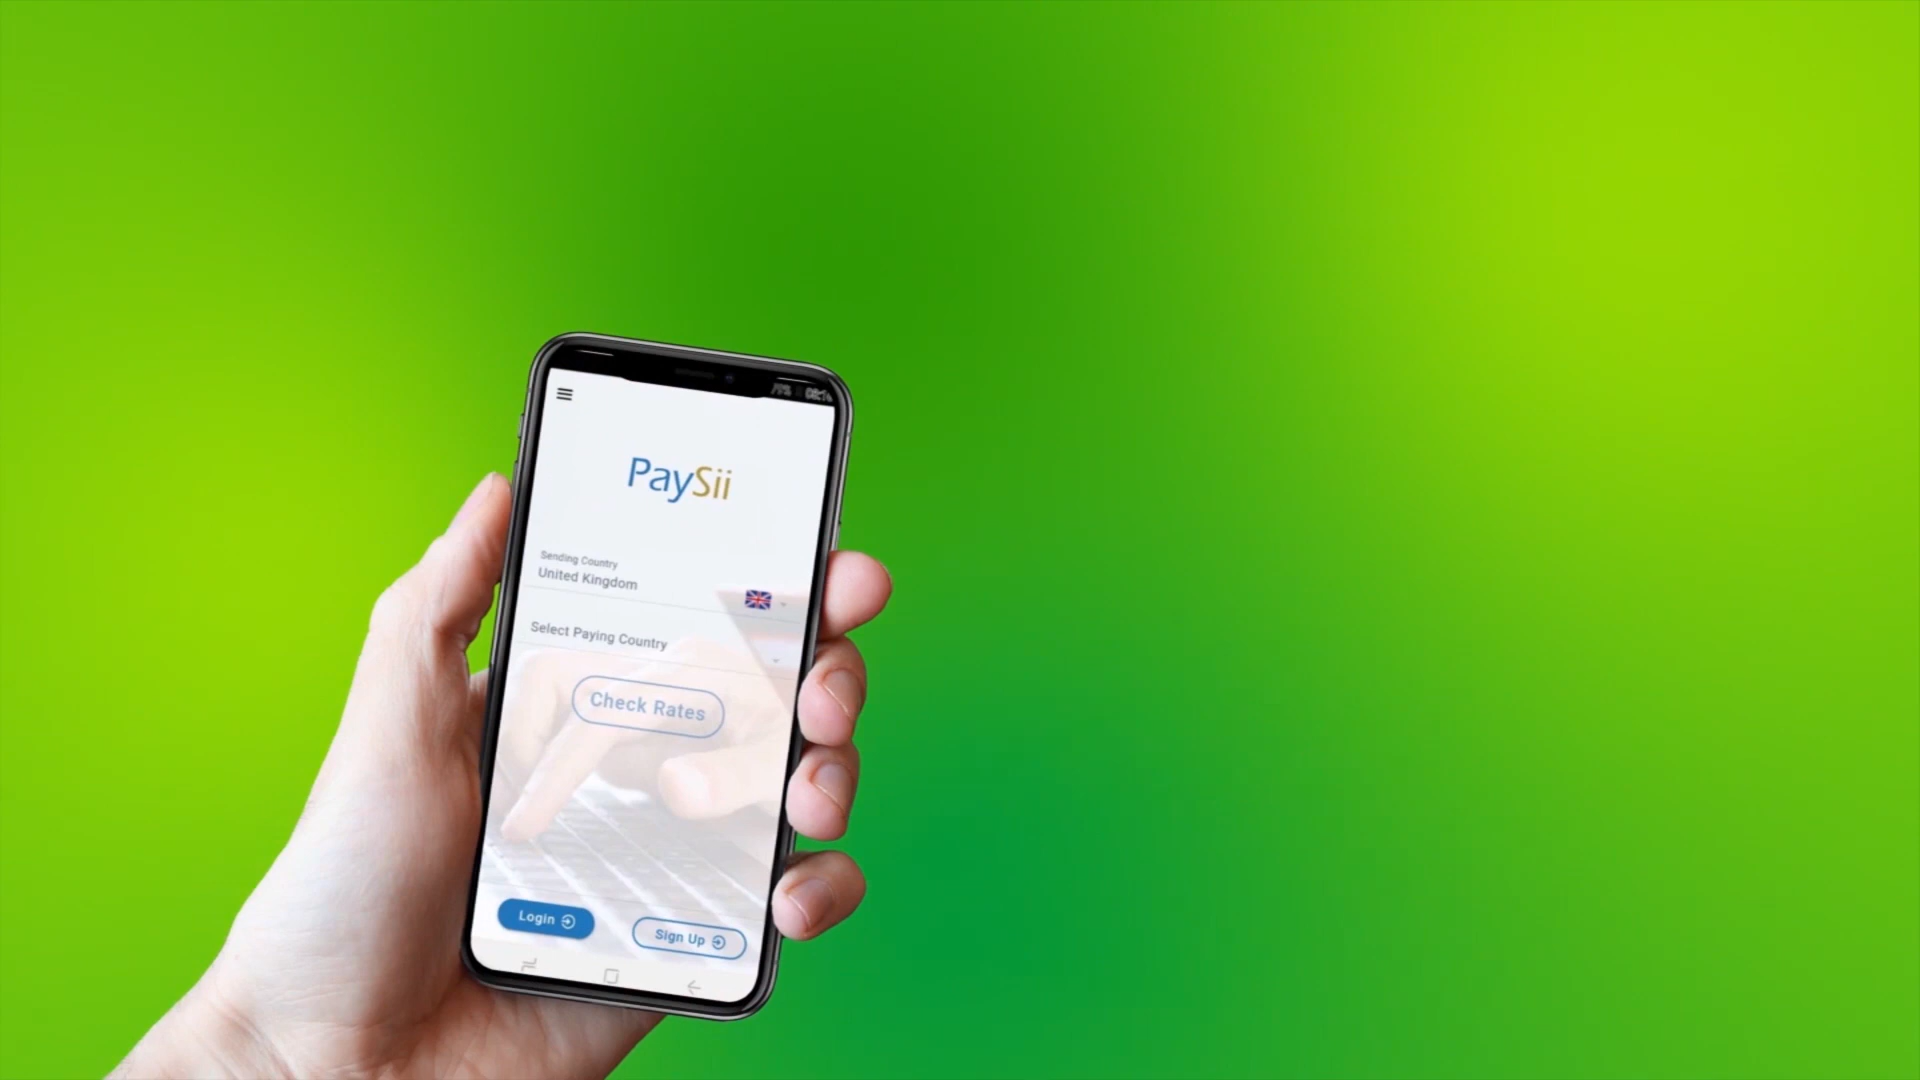 PaySii
Sending Country
United Kingdom
Select Paying Country
Check Rates
Login
Sign Up